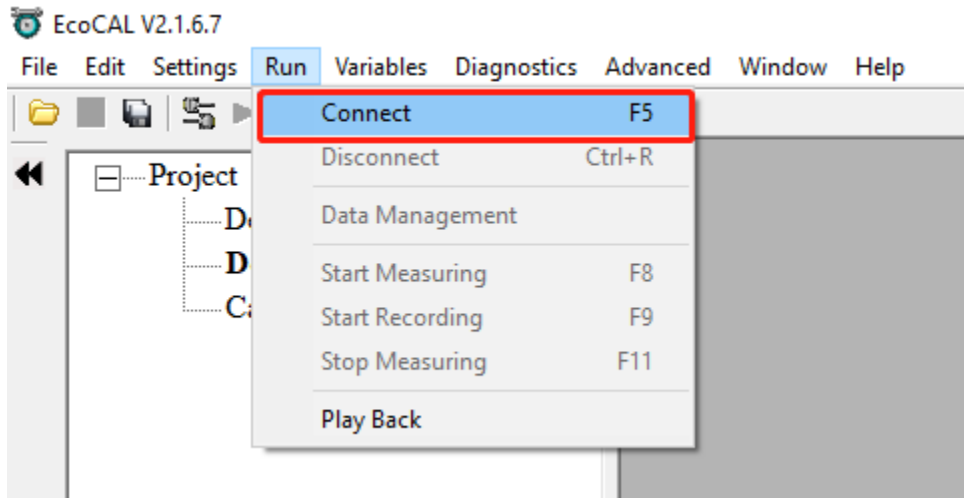 EcoCAL V2.1.6.7
File Edit Settings Run Variables Diagnostics Advanced Window Help
Connect F5
Project
Disconnect Ctrl+R
Data Management
Start Measuring F8
Start Recording F9
Stop Measuring F11
Play Back